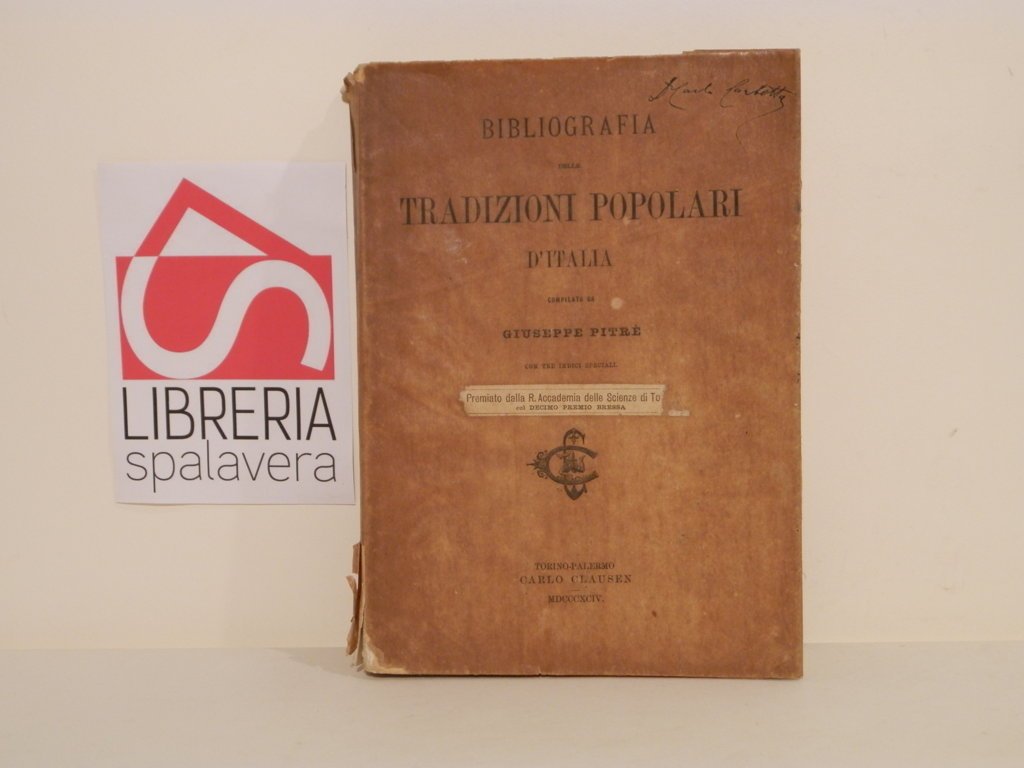 LIBRERIA
spalavera
BIBLIOGRAFIA
DELLE
TRADIZIONI POPOLARI
D'ITALIA
COMPILATA DA
GIUSEPPE PITRÈ
CON TRE INDICI SPECIALI.
Premiato dalla R. Accademia delle Scienze di To
col DECIMO PREMIO BRESSA
TORINO-PALERMO
CARLO CLAUSEN
MDCCCXCIV.